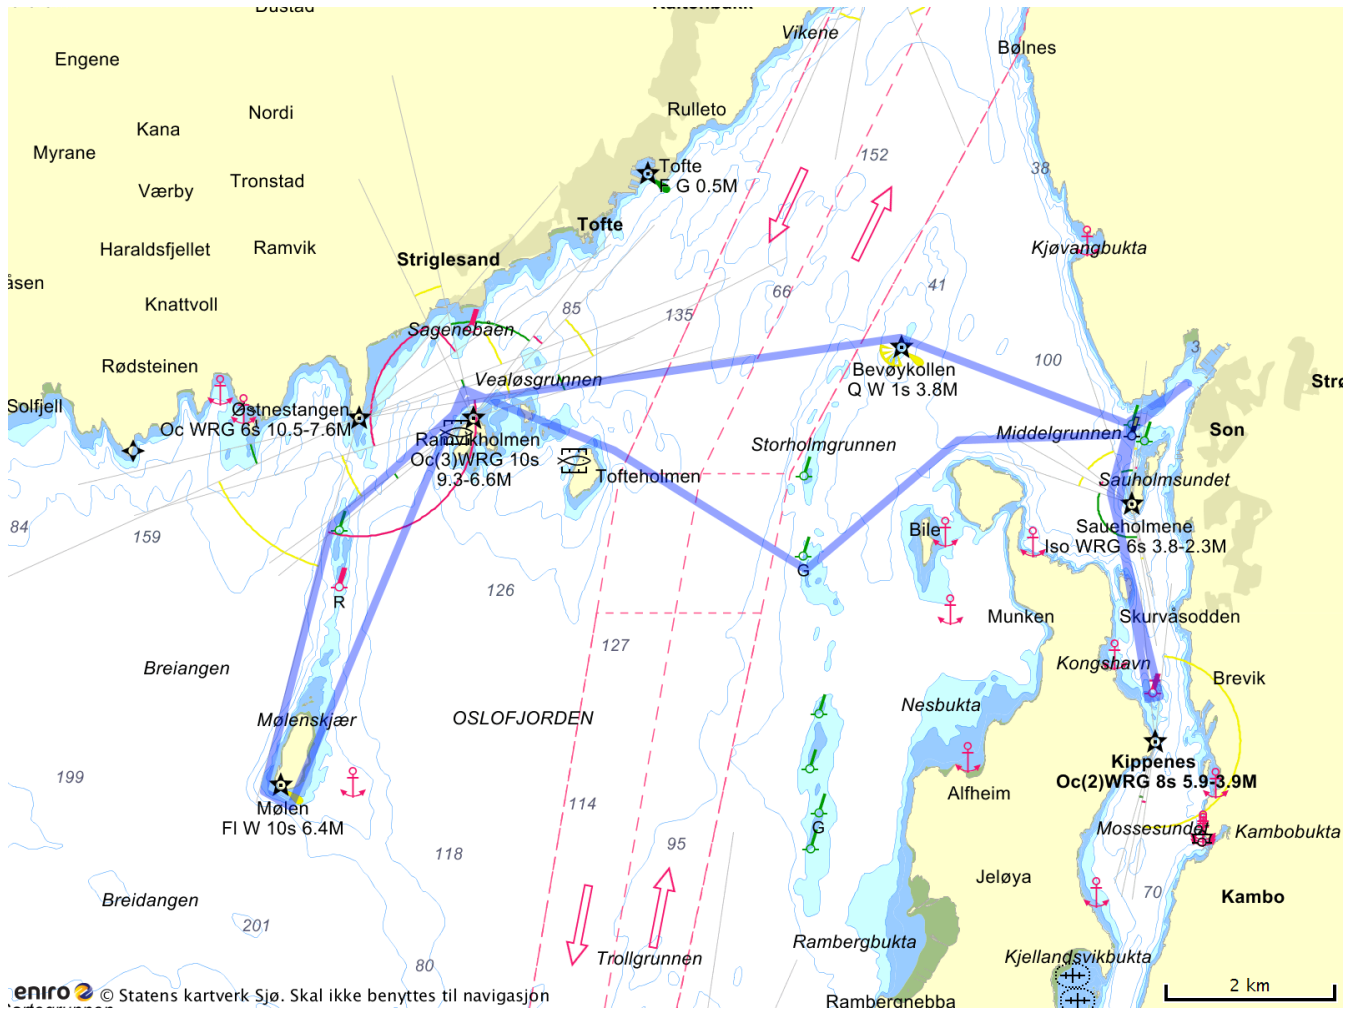 Dustad
Vikene
Bølnes
Engene
Nordi
Rulleto
Kana
Myrane
152
38
Tofte
F G 0.5M
Værby
Tronstad
Tofte
Haraldsfjellet
Ramvik
Striglesand
Kjøvangbukta
åsen
Knattvoll
85
135
66
41
Sagenebåen
3
Rødsteinen
Vealøsgrunnen
Bevøykollen
Q W 1s 3.8M
100
Solfjell
Østnestangen
Oc WRG 6s 10.5-7.6M
Ramvikholmen
Oc(3)WRG 10s
9.3-6.6M
Storholmgrunnen
Middelgrunnen
Son
Tofteholmen
Sauholmsundet
84
159
Bile
Saueholmene
Iso WRG 6s 3.8-2.3M
G
126
R
Munken
Skurvåsodden
127
Breiangen
Kongshavn
Brevik
Mølenskjær
OSLOFJORDEN
Nesbukta
199
Kippenes
Oc(2)WRG 8s 5.9-3.9M
Mølen
Fl W 10s 6.4M
114
Alfheim
G
Mossesundet
Kambobukta
118
95
Jeløya
70
Breidangen
Kambo
201
80
Trollgrunnen
Rambergbukta
Kjellandsvikbukta
eniro © Statens kartverk Sjø. Skal ikke benyttes til navigasjon
2 km